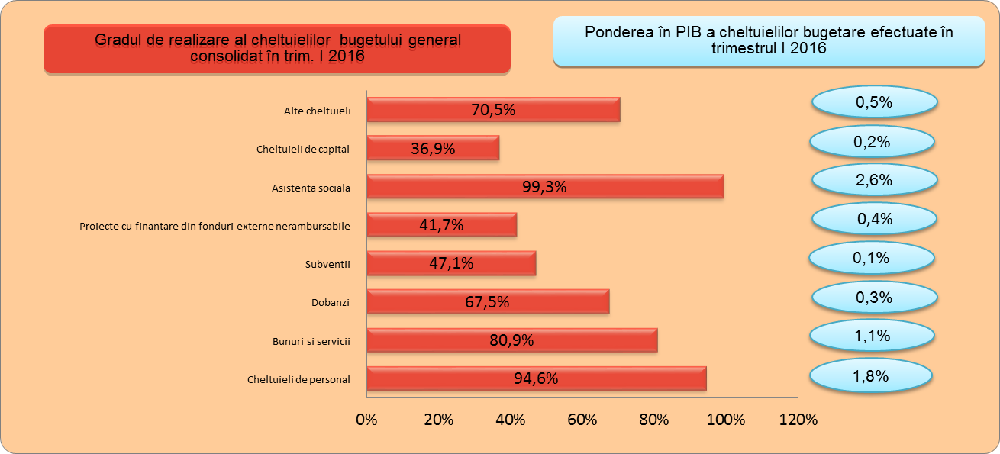 Gradul de realizare al cheltuielilor bugetului general
consolidat în trim. I 2016
Ponderea în PIB a cheltuielilor bugetare efectuate în
trimestrul I 2016
Alte cheltuieli 70,5% 0,5%
Cheltuieli de capital 36,9% 0,2%
Asistenta sociala 99,3% 2,6%
Proiecte cu finantare din fonduri externe nerambursabile 41,7% 0,4%
Subventii 47,1% 0,1%
Dobanzi 67,5% 0,3%
Bunuri si servicii 80,9% 1,1%
Cheltuieli de personal 94,6% 1,8%
0% 20% 40% 60% 80% 100% 120%